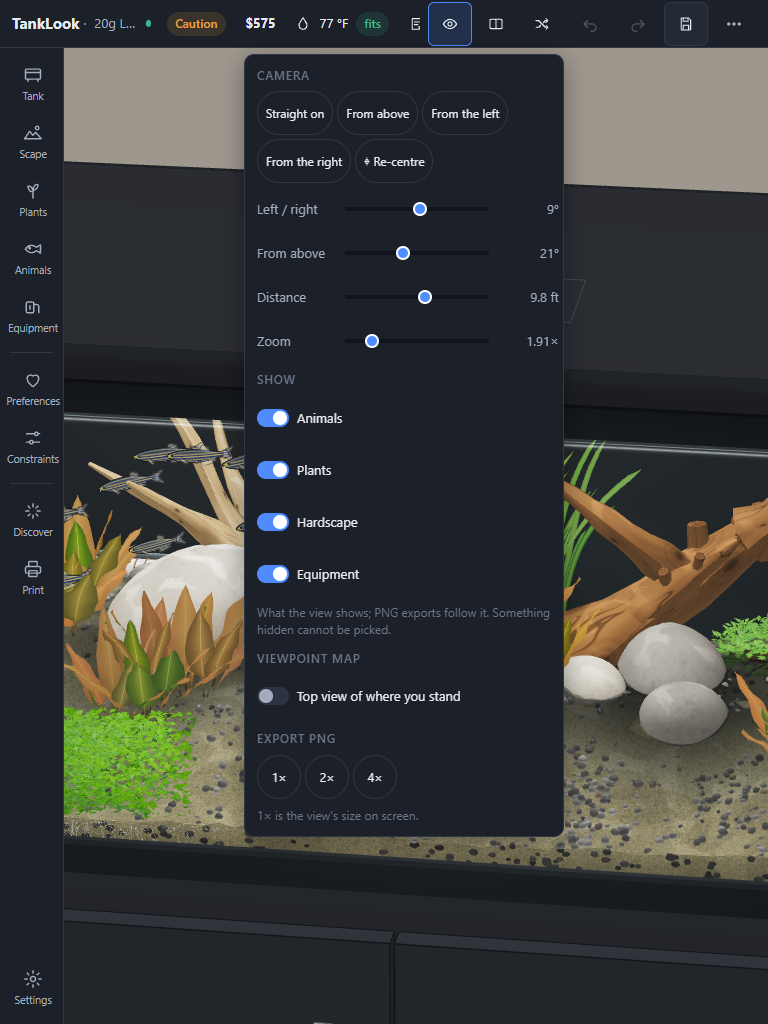 TankLook · 20g L... Caution $575 77 °F fits
CAMERA
Straight on From above From the left
From the right ⌖ Re-centre
Left / right 9°
From above 21°
Distance 9.8 ft
Zoom 1.91×
SHOW
Animals
Plants
Hardscape
Equipment
What the view shows; PNG exports follow it. Something
hidden cannot be picked.
VIEWPOINT MAP
Top view of where you stand
EXPORT PNG
1× 2× 4×
1× is the view's size on screen.
Tank
Scape
Plants
Animals
Equipment
Preferences
Constraints
Discover
Print
Settings